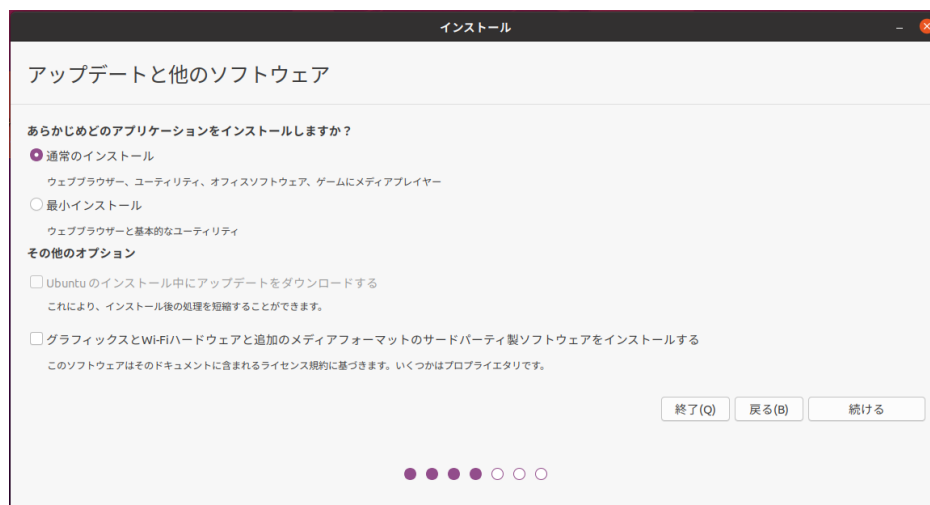 インストール
アップデートと他のソフトウェア
あらかじめどのアプリケーションをインストールしますか？
通常のインストール
ウェブブラウザー、ユーティリティ、オフィスソフトウェア、ゲームにメディアプレイヤー
最小インストール
ウェブブラウザーと基本的なユーティリティ
その他のオプション
Ubuntu のインストール中にアップデートをダウンロードする
これにより、インストール後の処理を短縮することができます。
グラフィックスとWi-Fiハードウェアと追加のメディアフォーマットのサードパーティ製ソフトウェアをインストールする
このソフトウェアはそのドキュメントに含まれるライセンス規約に基づきます。いくつかはプロプライエタリです。
終了(Q) 戻る(B) 続ける